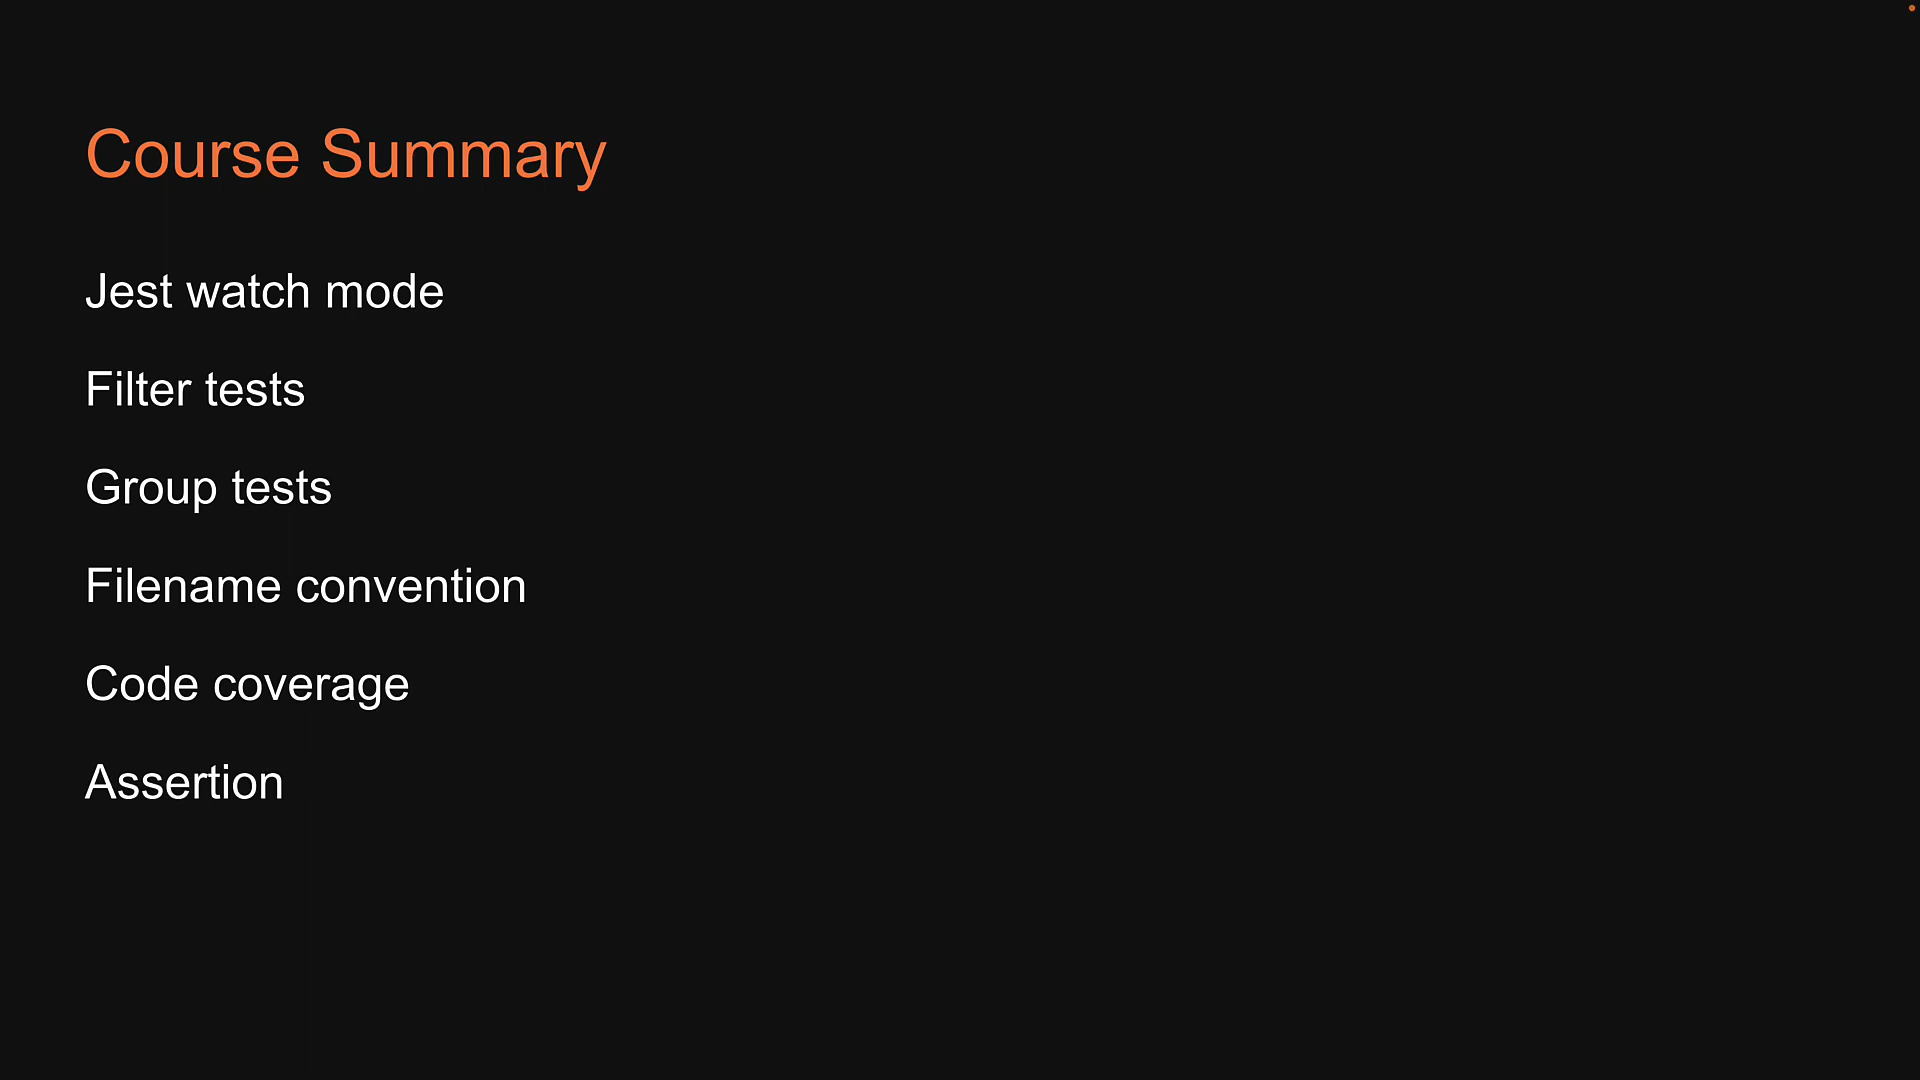 Course Summary
Jest watch mode
Filter tests
Group tests
Filename convention
Code coverage
Assertion